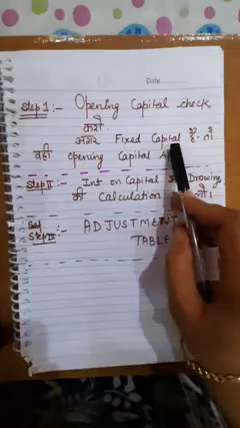 Date
Step I :- Opening Capital check
करो
अगर Fixed Capital है - तो
वही opening Capital
Step II :- Int on Capital Drowing
की Calculation
Step III :- ADJUSTMENT
TABLE